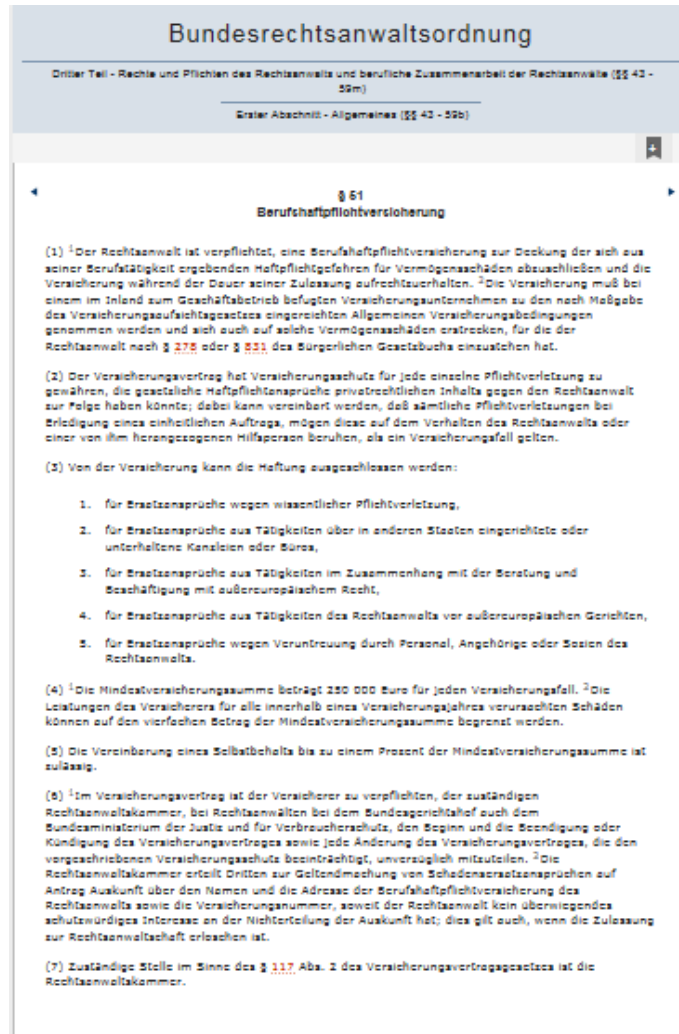 Bundesrechtsanwaltsordnung
Dritter Teil - Rechte und Pflichten des Rechtsanwalts und berufliche Zusammenarbeit der Rechtsanwälte (§§ 43 -
59m)
Erster Abschnitt - Allgemeines (§§ 43 - 59b)
§ 51
Berufshaftpflichtversicherung
(1) ¹Der Rechtsanwalt ist verpflichtet, eine Berufshaftpflichtversicherung zur Deckung der sich aus
seiner Berufstätigkeit ergebenden Haftpflichtgefahren für Vermögensschäden abzuschließen und die
Versicherung während der Dauer seiner Zulassung aufrechtzuerhalten. ²Die Versicherung muß bei
einem im Inland zum Geschäftsbetrieb befugten Versicherungsunternehmen zu den nach Maßgabe
des Versicherungsaufsichtsgesetzes eingereichten Allgemeinen Versicherungsbedingungen
genommen werden und sich auch auf solche Vermögensschäden erstrecken, für die der
Rechtsanwalt nach § 278 oder § 831 des Bürgerlichen Gesetzbuchs einzustehen hat.
(2) Der Versicherungsvertrag hat Versicherungsschutz für jede einzelne Pflichtverletzung zu
gewähren, die gesetzliche Haftpflichtansprüche privatrechtlichen Inhalts gegen den Rechtsanwalt
zur Folge haben könnte; dabei kann vereinbart werden, daß sämtliche Pflichtverletzungen bei
Erledigung eines einheitlichen Auftrags, mögen diese auf dem Verhalten des Rechtsanwalts oder
einer von ihm herangezogenen Hilfsperson beruhen, als ein Versicherungsfall gelten.
(3) Von der Versicherung kann die Haftung ausgeschlossen werden:
1. für Ersatzansprüche wegen wissentlicher Pflichtverletzung,
2. für Ersatzansprüche aus Tätigkeiten über in anderen Staaten eingerichtete oder
unterhaltene Kanzleien oder Büros,
3. für Ersatzansprüche aus Tätigkeiten im Zusammenhang mit der Beratung und
Beschäftigung mit außereuropäischem Recht,
4. für Ersatzansprüche aus Tätigkeiten des Rechtsanwalts vor außereuropäischen Gerichten,
5. für Ersatzansprüche wegen Veruntreuung durch Personal, Angehörige oder Sozien des
Rechtsanwalts.
(4) ¹Die Mindestversicherungssumme beträgt 250 000 Euro für jeden Versicherungsfall. ²Die
Leistungen des Versicherers für alle innerhalb eines Versicherungsjahres verursachten Schäden
können auf den vierfachen Betrag der Mindestversicherungssumme begrenzt werden.
(5) Die Vereinbarung eines Selbstbehalts bis zu einem Prozent der Mindestversicherungssumme ist
zulässig.
(6) ¹Im Versicherungsvertrag ist der Versicherer zu verpflichten, der zuständigen
Rechtsanwaltskammer, bei Rechtsanwälten bei dem Bundesgerichtshof auch dem
Bundesministerium der Justiz und für Verbraucherschutz, den Beginn und die Beendigung oder
Kündigung des Versicherungsvertrages sowie jede Änderung des Versicherungsvertrages, die den
vorgeschriebenen Versicherungsschutz beeinträchtigt, unverzüglich mitzuteilen. ²Die
Rechtsanwaltskammer erteilt Dritten zur Geltendmachung von Schadensersatzansprüchen auf
Antrag Auskunft über den Namen und die Adresse der Berufshaftpflichtversicherung des
Rechtsanwalts sowie die Versicherungsnummer, soweit der Rechtsanwalt kein überwiegendes
schutzwürdiges Interesse an der Nichterteilung der Auskunft hat; dies gilt auch, wenn die Zulassung
zur Rechtsanwaltschaft erloschen ist.
(7) Zuständige Stelle im Sinne des § 117 Abs. 2 des Versicherungsvertragsgesetzes ist die
Rechtsanwaltskammer.